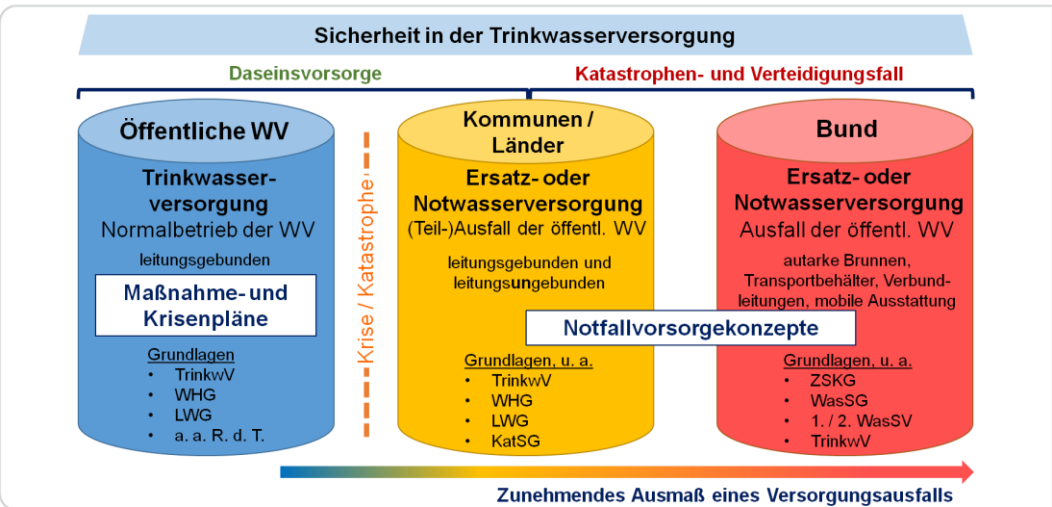 Sicherheit in der Trinkwasserversorgung
Daseinsvorsorge
Katastrophen- und Verteidigungsfall
Öffentliche WV
Trinkwasser-
versorgung
Normalbetrieb der WV
leitungsgebunden
Maßnahme- und
Krisenpläne
Grundlagen
• TrinkwV
• WHG
• LWG
• a. a. R. d. T.
Krise / Katastrophe
Kommunen /
Länder
Ersatz- oder
Notwasserversorgung
(Teil-)Ausfall der öffentl. WV
leitungsgebunden und
leitungsungebunden
Grundlagen, u. a.
• TrinkwV
• WHG
• LWG
• KatSG
Bund
Ersatz- oder
Notwasserversorgung
Ausfall der öffentl. WV
autarke Brunnen,
Transportbehälter, Verbund-
leitungen, mobile Ausstattung
Notfallvorsorgekonzepte
Grundlagen, u. a.
• ZSKG
• WasSG
• 1. / 2. WasSV
• TrinkwV
Zunehmendes Ausmaß eines Versorgungsausfalls